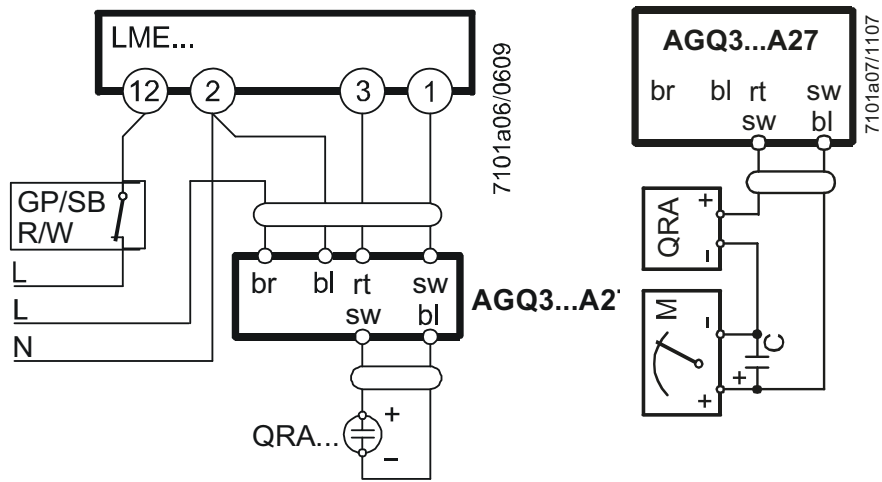 LME...
12 2 3 1
7101a06/0609
GP/SB
R/W
L
L
N
br bl rt sw
sw bl
AGQ3...A2
QRA...
+
–
AGQ3...A27
br bl rt sw
sw bl
7101a07/1107
QRA
+
-
M
-
+
C
+